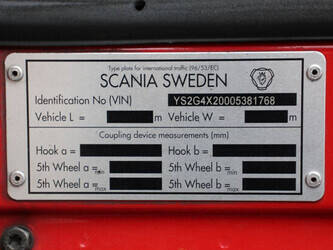 Type plate for international traffic (96/53/EC)
SCANIA SWEDEN
Identification No (VIN) YS2G4X20005381768
Vehicle L = m Vehicle W = m
Coupling device measurements (mm)
Hook a = Hook b =
5th Wheel a min = 5th Wheel b min =
5th Wheel a max = 5th Wheel b max =